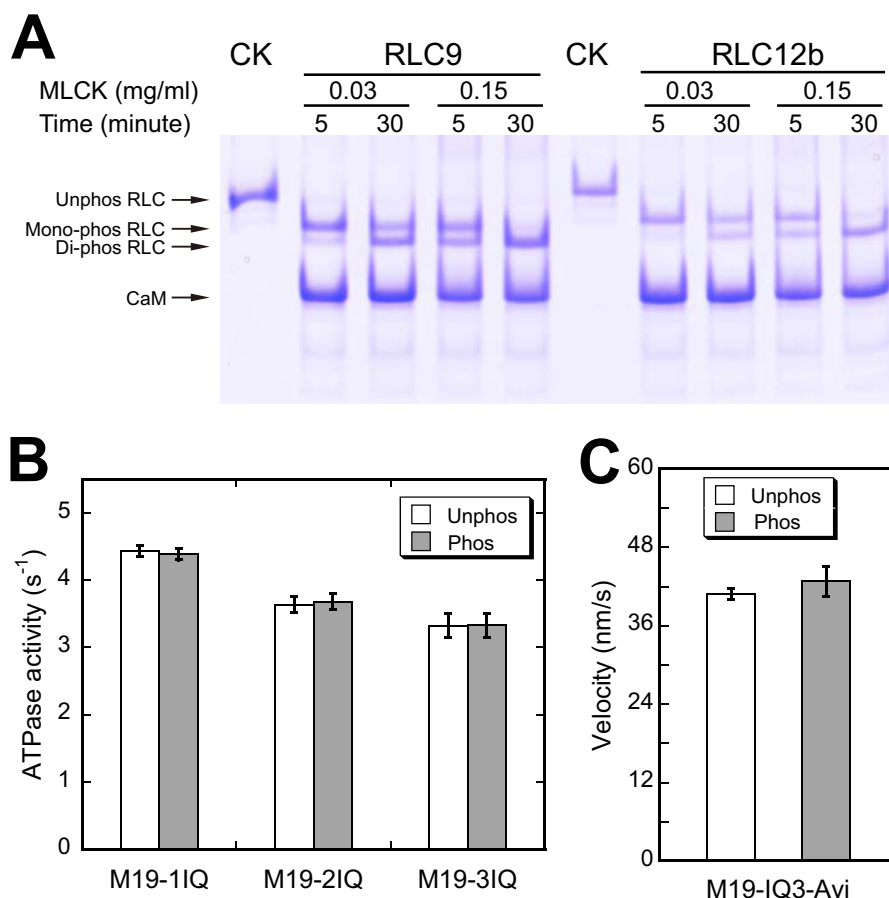 A
CK RLC9 CK RLC12b
MLCK (mg/ml) 0.03 0.15 0.03 0.15
Time (minute) 5 30 5 30 5 30 5 30
Unphos RLC
Mono-phos RLC
Di-phos RLC
CaM
B
ATPase activity (s⁻¹)
5
4
3
2
1
0
Unphos
Phos
M19-1IQ M19-2IQ M19-3IQ
C
Velocity (nm/s)
60
48
36
24
12
0
Unphos
Phos
M19-IQ3-Avi